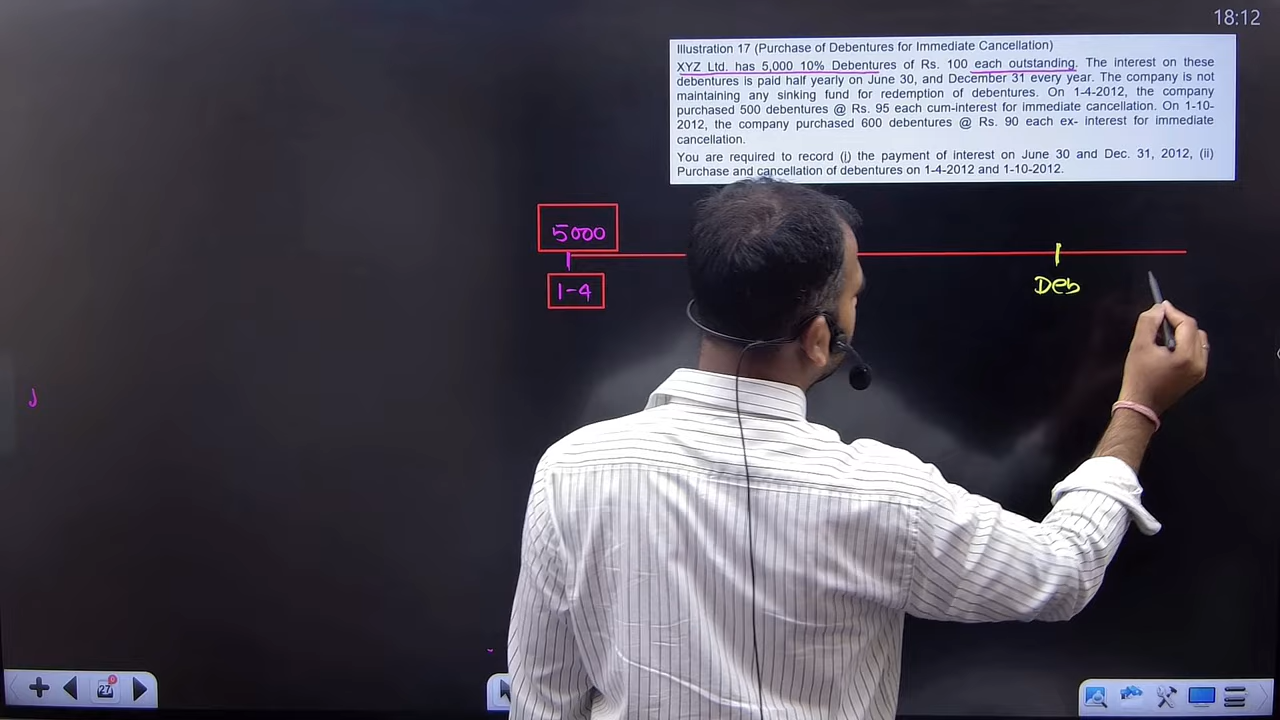 18:12
Illustration 17 (Purchase of Debentures for Immediate Cancellation)
XYZ Ltd. has 5,000 10% Debentures of Rs. 100 each outstanding. The interest on these
debentures is paid half yearly on June 30, and December 31 every year. The company is not
maintaining any sinking fund for redemption of debentures. On 1-4-2012, the company
purchased 500 debentures @ Rs. 95 each cum-interest for immediate cancellation. On 1-10-
2012, the company purchased 600 debentures @ Rs. 90 each ex- interest for immediate
cancellation.
You are required to record (i) the payment of interest on June 30 and Dec. 31, 2012, (ii)
Purchase and cancellation of debentures on 1-4-2012 and 1-10-2012.
5000
1-4
Deb
27